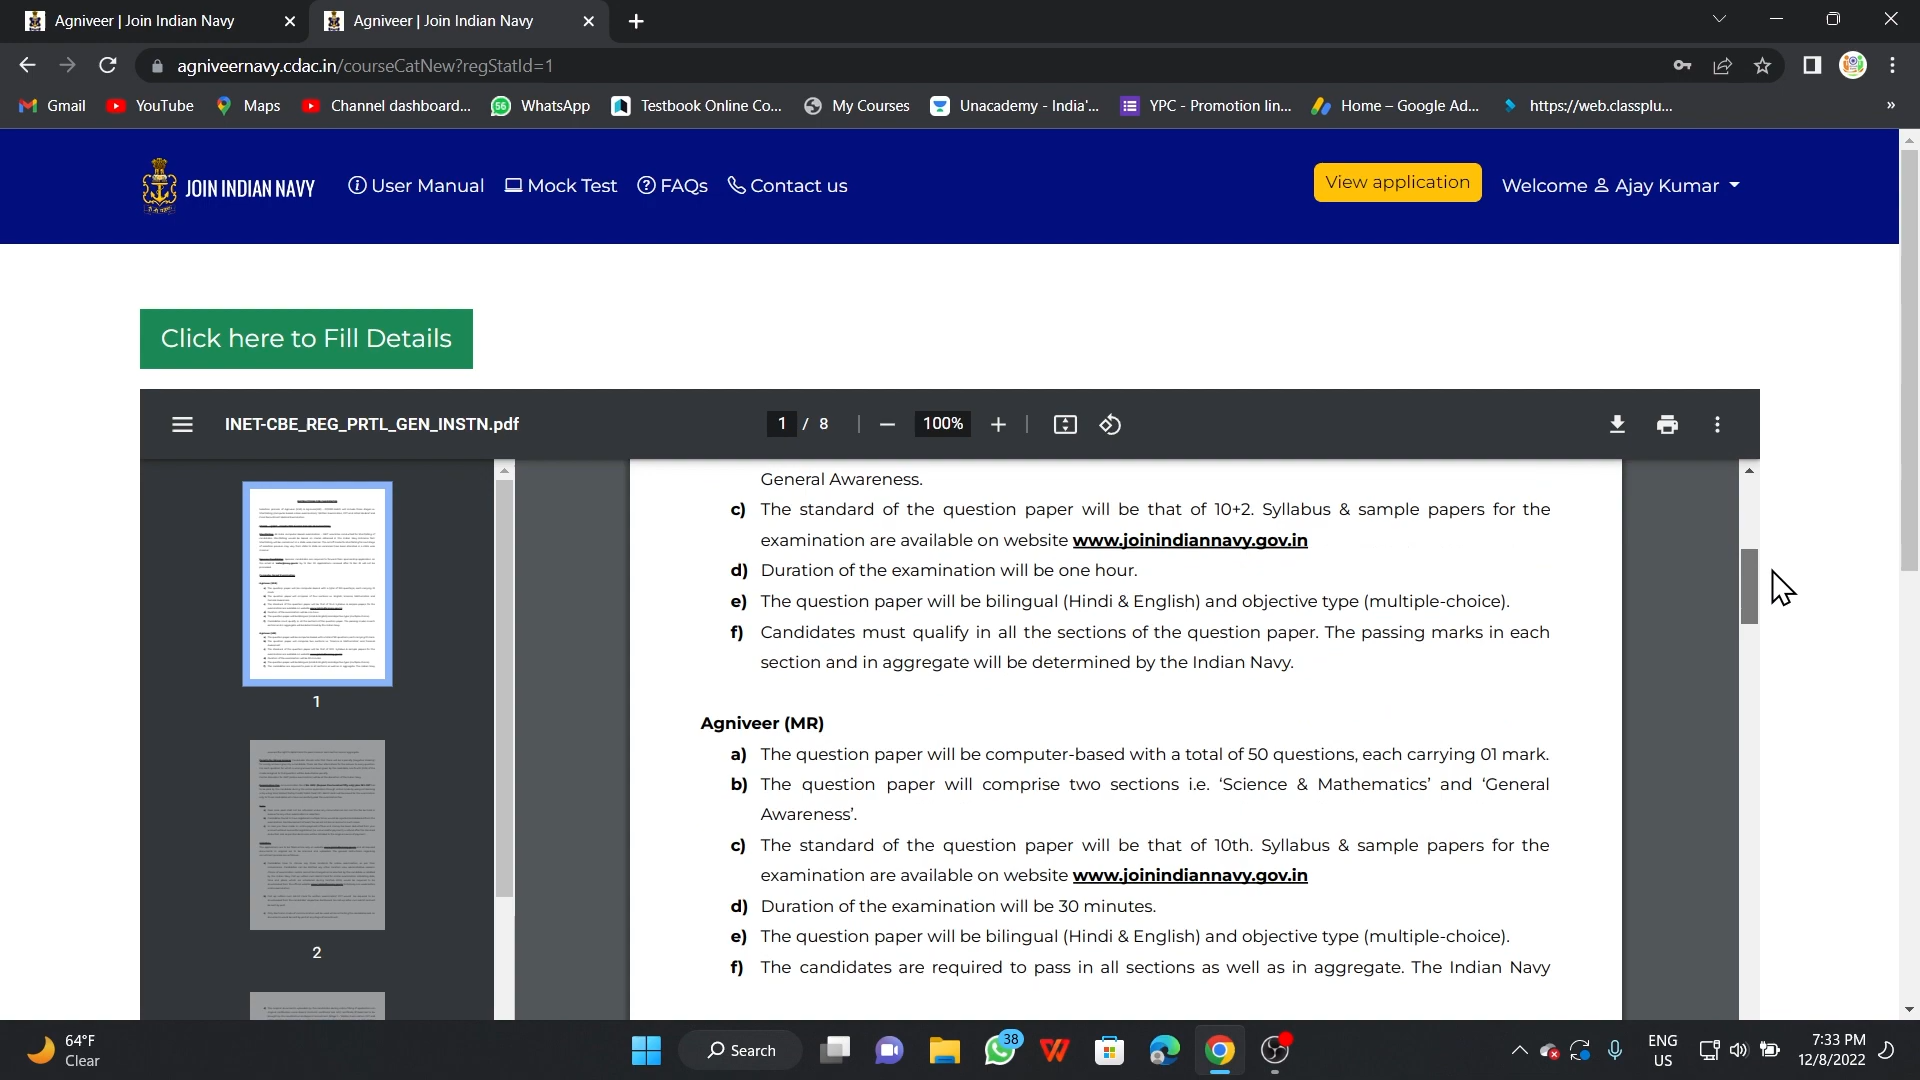 Agniveer | Join Indian Navy
Agniveer | Join Indian Navy
agniveernavy.cdac.in/courseCatNew?regStatId=1
Gmail
YouTube
Maps
Channel dashboard...
56
WhatsApp
Testbook Online Co...
My Courses
Unacademy - India'...
YPC - Promotion lin...
Home – Google Ad...
https://web.classplu...
»
JOIN INDIAN NAVY
User Manual
Mock Test
FAQs
Contact us
View application
Welcome Ajay Kumar
Click here to Fill Details
INET-CBE_REG_PRTL_GEN_INSTN.pdf
1 / 8
100%
1
2
General Awareness.
c) The standard of the question paper will be that of 10+2. Syllabus & sample papers for the
examination are available on website www.joinindiannavy.gov.in
d) Duration of the examination will be one hour.
e) The question paper will be bilingual (Hindi & English) and objective type (multiple-choice).
f) Candidates must qualify in all the sections of the question paper. The passing marks in each
section and in aggregate will be determined by the Indian Navy.
Agniveer (MR)
a) The question paper will be computer-based with a total of 50 questions, each carrying 01 mark.
b) The question paper will comprise two sections i.e. ‘Science & Mathematics’ and ‘General
Awareness’.
c) The standard of the question paper will be that of 10th. Syllabus & sample papers for the
examination are available on website www.joinindiannavy.gov.in
d) Duration of the examination will be 30 minutes.
e) The question paper will be bilingual (Hindi & English) and objective type (multiple-choice).
f) The candidates are required to pass in all sections as well as in aggregate. The Indian Navy
64°F
Clear
Search
38
ENG
US
7:33 PM
12/8/2022